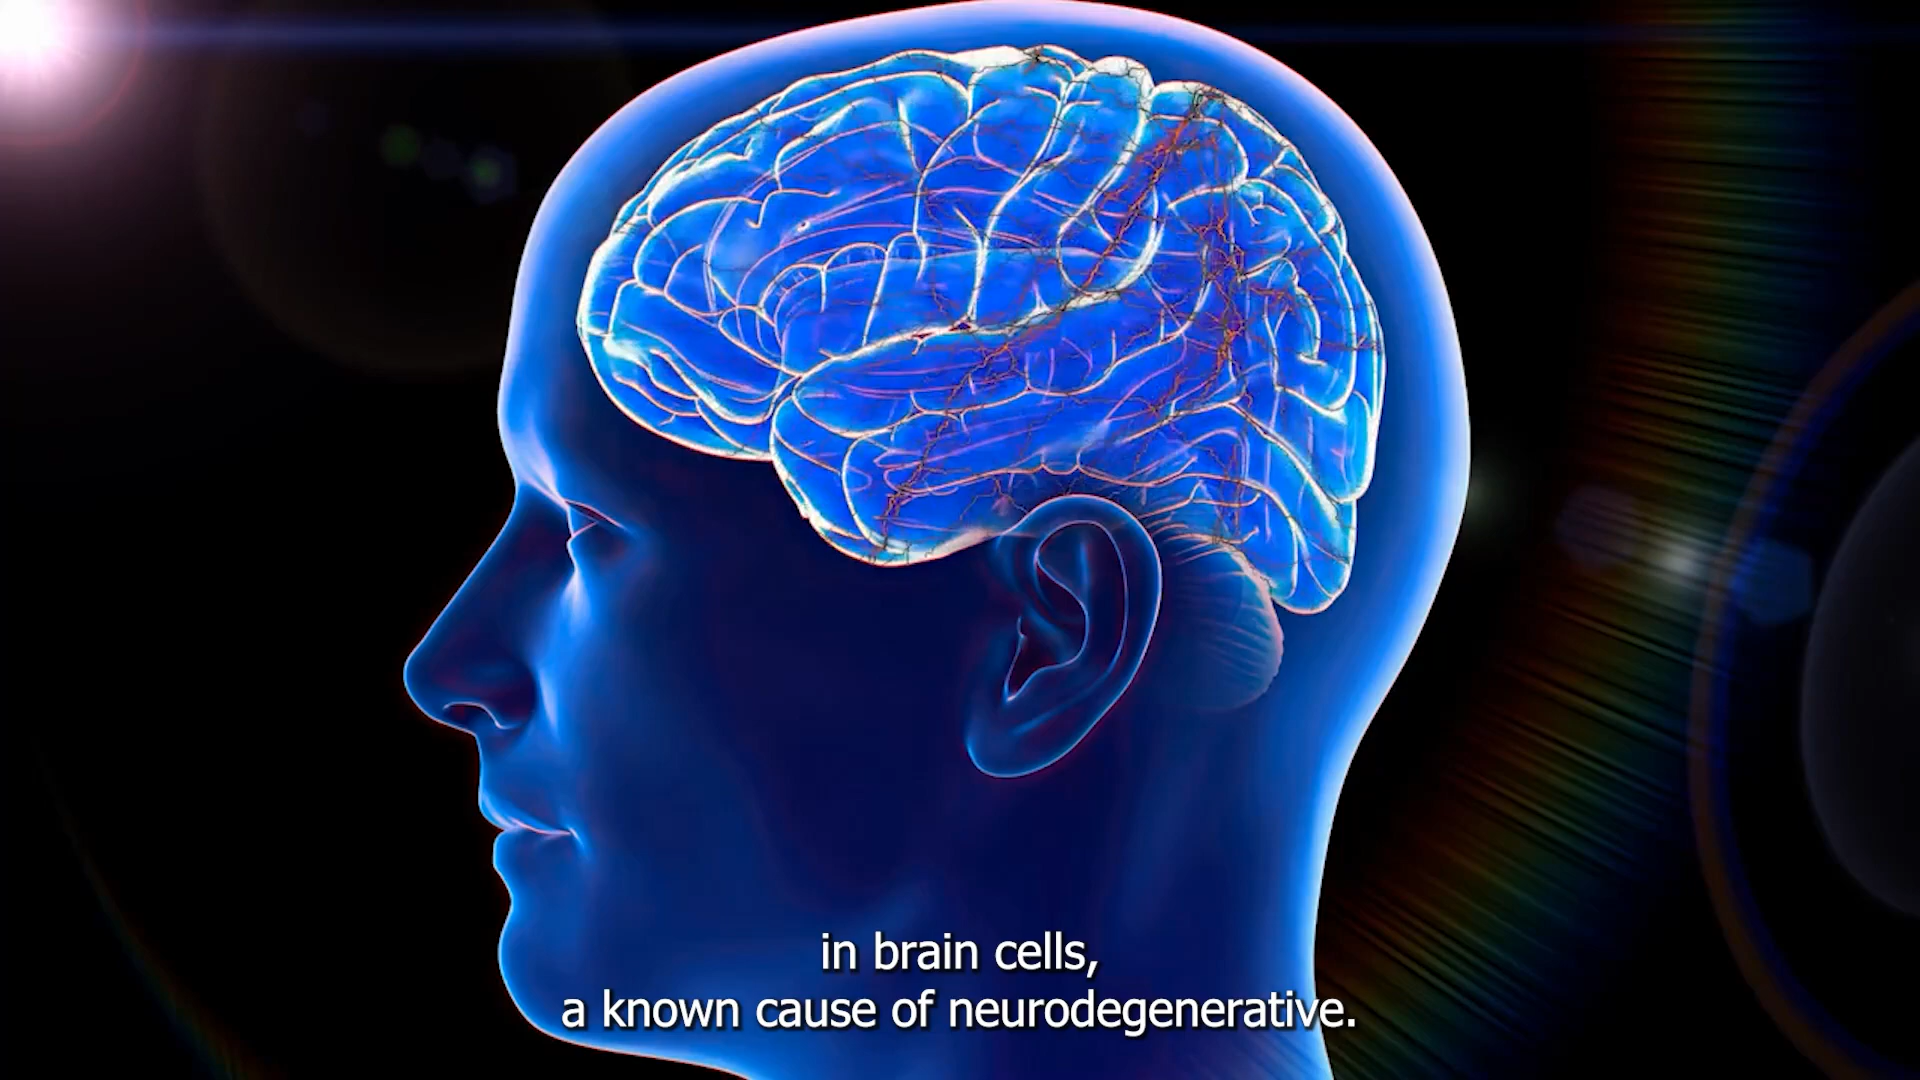 in brain cells,
a known cause of neurodegenerative.